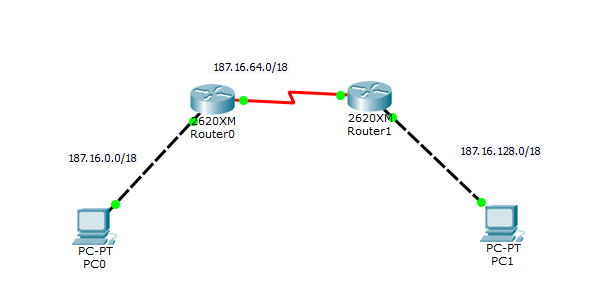 187.16.64.0/18
2620XM
Router0
2620XM
Router1
187.16.0.0/18
187.16.128.0/18
PC-PT
PC0
PC-PT
PC1